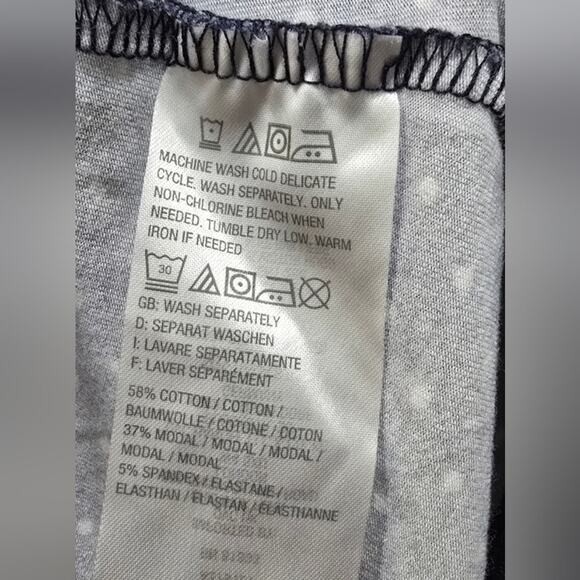 MACHINE WASH COLD DELICATE
CYCLE. WASH SEPARATELY. ONLY
NON-CHLORINE BLEACH WHEN
NEEDED. TUMBLE DRY LOW. WARM
IRON IF NEEDED
30
GB: WASH SEPARATELY
D: SEPARAT WASCHEN
I: LAVARE SEPARATAMENTE
F: LAVER SÉPARÉMENT
58% COTTON / COTTON /
BAUMWOLLE / COTONE / COTON
37% MODAL / MODAL / MODAL /
MODAL / MODAL
5% SPANDEX / ELASTANE /
ELASTHAN / ELASTAN / ELASTHANNE